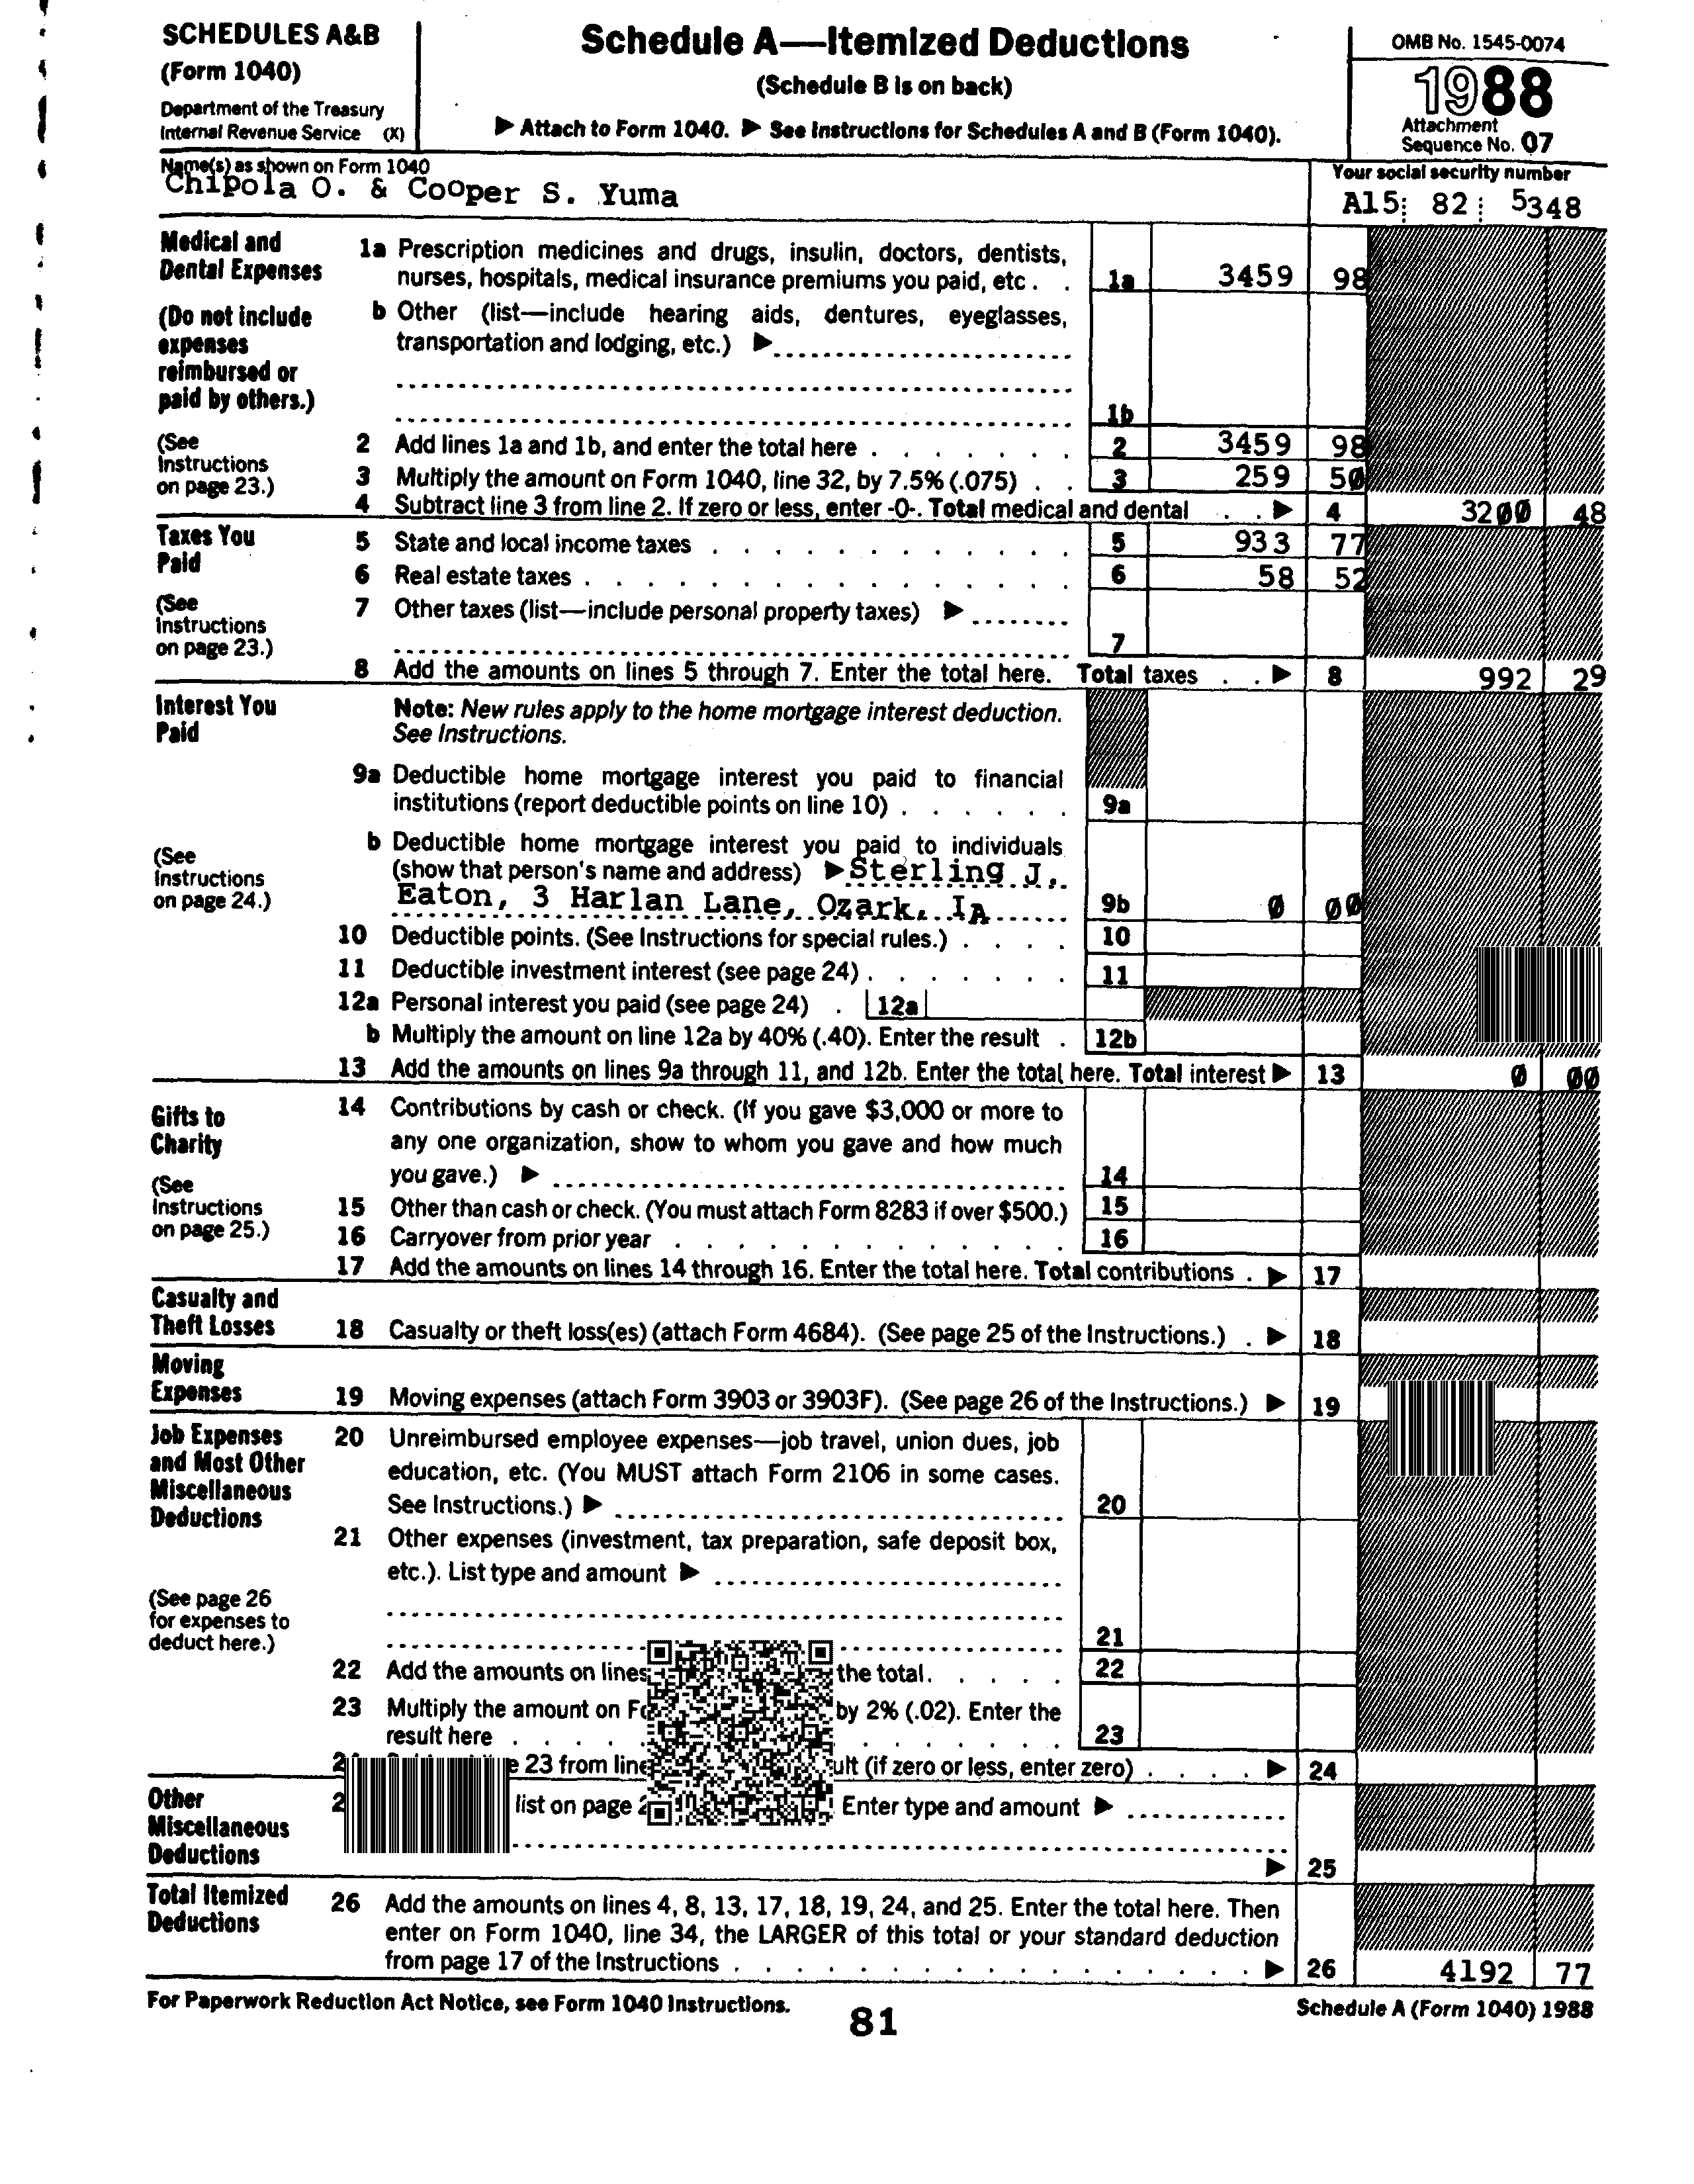 SCHEDULES A&B
(Form 1040)
Department of the Treasury
Internal Revenue Service (X)
Schedule A—Itemized Deductions
(Schedule B is on back)
▶ Attach to Form 1040. ▶ See Instructions for Schedules A and B (Form 1040).
OMB No. 1545-0074
1988
Attachment
Sequence No. 07
Name(s) as shown on Form 1040
Chipola O. & Cooper S. Yuma
Your social security number
A15 82 5348
Medical and
Dental Expenses
(Do not include
expenses
reimbursed or
paid by others.)
(See
Instructions
on page 23.)
1a Prescription medicines and drugs, insulin, doctors, dentists,
nurses, hospitals, medical insurance premiums you paid, etc . . 1a 3459 98
b Other (list—include hearing aids, dentures, eyeglasses,
transportation and lodging, etc.) ▶
1b
2 Add lines 1a and 1b, and enter the total here . . . . . . . 2 3459 98
3 Multiply the amount on Form 1040, line 32, by 7.5% (.075) . . 3 259 50
4 Subtract line 3 from line 2. If zero or less, enter -0-. Total medical and dental . . ▶ 4 3200 48
Taxes You
Paid
(See
Instructions
on page 23.)
5 State and local income taxes . . . . . . . . . . . . 5 933 77
6 Real estate taxes . . . . . . . . . . . . . . . . 6 58 52
7 Other taxes (list—include personal property taxes) ▶
7
8 Add the amounts on lines 5 through 7. Enter the total here. Total taxes . . ▶ 8 992 29
Interest You
Paid
(See
Instructions
on page 24.)
Note: New rules apply to the home mortgage interest deduction.
See Instructions.
9a Deductible home mortgage interest you paid to financial
institutions (report deductible points on line 10) . . . . . . 9a
b Deductible home mortgage interest you paid to individuals
(show that person's name and address) ▶ Sterling J.
Eaton, 3 Harlan Lane, Ozark, IA 9b 0 00
10 Deductible points. (See Instructions for special rules.) . . . . 10
11 Deductible investment interest (see page 24) . . . . . . . 11
12a Personal interest you paid (see page 24) . 12a
b Multiply the amount on line 12a by 40% (.40). Enter the result . 12b
13 Add the amounts on lines 9a through 11, and 12b. Enter the total here. Total interest ▶ 13 0 00
Gifts to
Charity
(See
Instructions
on page 25.)
14 Contributions by cash or check. (If you gave $3,000 or more to
any one organization, show to whom you gave and how much
you gave.) ▶ 14
15 Other than cash or check. (You must attach Form 8283 if over $500.) 15
16 Carryover from prior year . . . . . . . . . . . . . 16
17 Add the amounts on lines 14 through 16. Enter the total here. Total contributions . ▶ 17
Casualty and
Theft Losses
18 Casualty or theft loss(es) (attach Form 4684). (See page 25 of the Instructions.) . ▶ 18
Moving
Expenses
19 Moving expenses (attach Form 3903 or 3903F). (See page 26 of the Instructions.) ▶ 19
Job Expenses
and Most Other
Miscellaneous
Deductions
(See page 26
for expenses to
deduct here.)
20 Unreimbursed employee expenses—job travel, union dues, job
education, etc. (You MUST attach Form 2106 in some cases.
See Instructions.) ▶ 20
21 Other expenses (investment, tax preparation, safe deposit box,
etc.). List type and amount ▶
21
22 Add the amounts on lines the total. . . . . 22
23 Multiply the amount on by 2% (.02). Enter the
result here . . . . . . . . . . 23
23 from line (if zero or less, enter zero) . . . . ▶ 24
Other
Miscellaneous
Deductions
list on page Enter type and amount ▶
▶ 25
Total Itemized
Deductions
26 Add the amounts on lines 4, 8, 13, 17, 18, 19, 24, and 25. Enter the total here. Then
enter on Form 1040, line 34, the LARGER of this total or your standard deduction
from page 17 of the Instructions . . . . . . . . . . . . . . . . ▶ 26 4192 77
For Paperwork Reduction Act Notice, see Form 1040 Instructions.
81
Schedule A (Form 1040) 1988